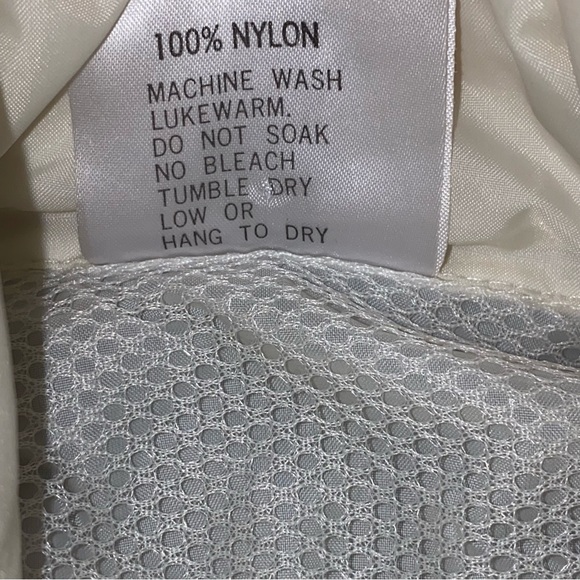 100% NYLON
MACHINE WASH
LUKEWARM.
DO NOT SOAK
NO BLEACH
TUMBLE DRY
LOW OR
HANG TO DRY